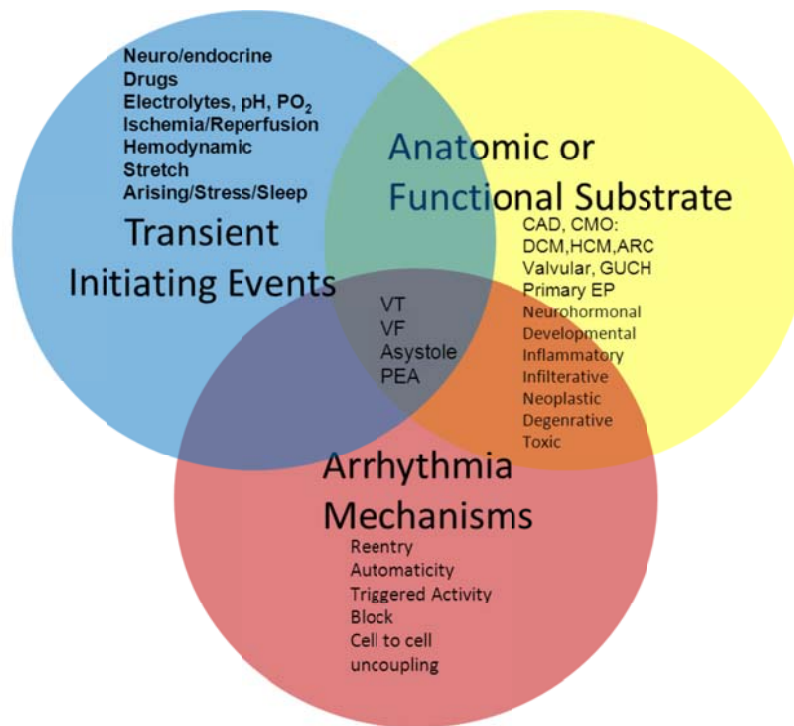 Neuro/endocrine
Drugs
Electrolytes, pH, PO₂
Ischemia/Reperfusion
Hemodynamic
Stretch
Arising/Stress/Sleep
Transient
Initiating Events
Anatomic or
Functional Substrate
CAD, CMO:
DCM,HCM,ARC
Valvular, GUCH
Primary EP
Neurohormonal
Developmental
Inflammatory
Infilterative
Neoplastic
Degenrative
Toxic
VT
VF
Asystole
PEA
Arrhythmia
Mechanisms
Reentry
Automaticity
Triggered Activity
Block
Cell to cell
uncoupling